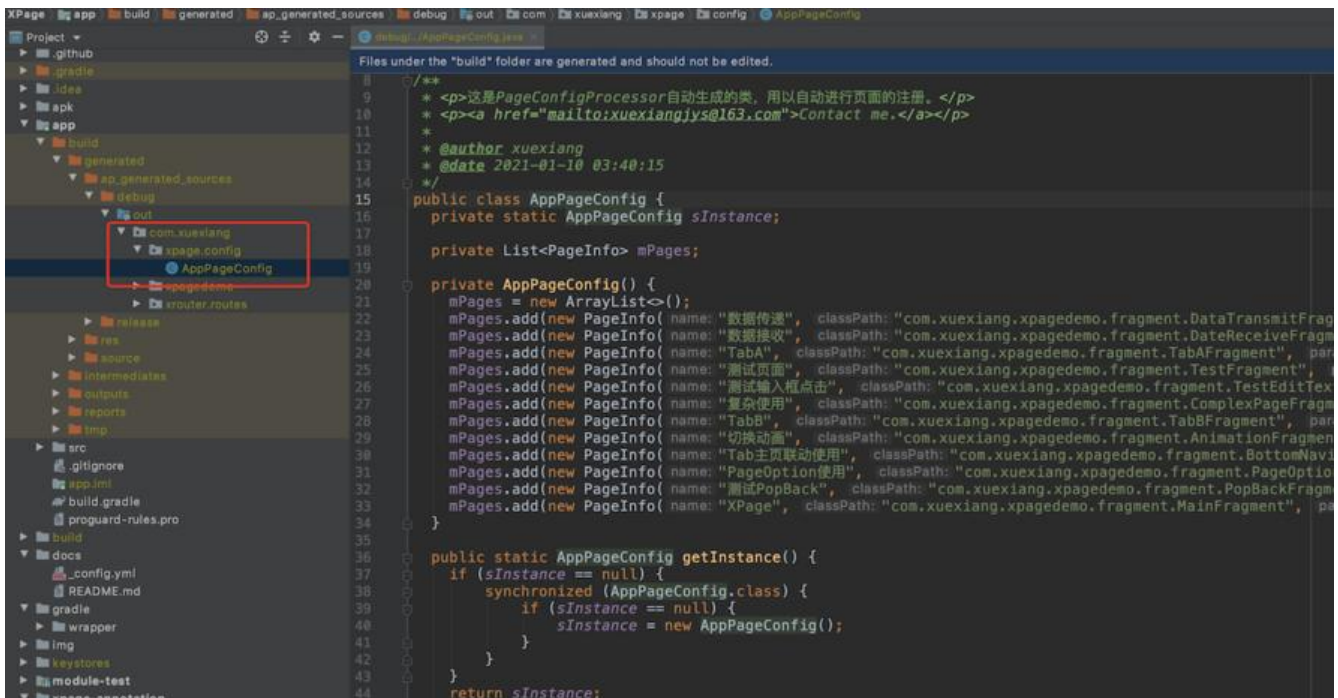 XPage app build generated ap_generated_sources debug out com xuexiang xpage config AppPageConfig
Project
debug/../AppPageConfig.java
.github
.gradle
.idea
apk
app
build
generated
ap_generated_sources
debug
out
com.xuexiang
xpage.config
AppPageConfig
xpagedemo
xrouter.routes
release
res
source
intermediates
outputs
reports
tmp
src
.gitignore
app.iml
build.gradle
proguard-rules.pro
build
docs
_config.yml
README.md
gradle
wrapper
img
keystores
module-test
Files under the "build" folder are generated and should not be edited.
8 /**
9 * <p>这是PageConfigProcessor自动生成的类，用以自动进行页面的注册。</p>
10 * <p><a href="mailto:xuexiangjys@163.com">Contact me.</a></p>
11 *
12 * @author xuexiang
13 * @date 2021-01-10 03:40:15
14 */
15 public class AppPageConfig {
16 private static AppPageConfig sInstance;
17
18 private List<PageInfo> mPages;
19
20 private AppPageConfig() {
21 mPages = new ArrayList<>();
22 mPages.add(new PageInfo( name: "数据传递", classPath: "com.xuexiang.xpagedemo.fragment.DataTransmitFrag
23 mPages.add(new PageInfo( name: "数据接收", classPath: "com.xuexiang.xpagedemo.fragment.DateReceiveFragm
24 mPages.add(new PageInfo( name: "TabA", classPath: "com.xuexiang.xpagedemo.fragment.TabAFragment", par
25 mPages.add(new PageInfo( name: "测试页面", classPath: "com.xuexiang.xpagedemo.fragment.TestFragment",
26 mPages.add(new PageInfo( name: "测试输入框点击", classPath: "com.xuexiang.xpagedemo.fragment.TestEditTex
27 mPages.add(new PageInfo( name: "复杂使用", classPath: "com.xuexiang.xpagedemo.fragment.ComplexPageFragm
28 mPages.add(new PageInfo( name: "TabB", classPath: "com.xuexiang.xpagedemo.fragment.TabBFragment", par
29 mPages.add(new PageInfo( name: "切换动画", classPath: "com.xuexiang.xpagedemo.fragment.AnimationFragmen
30 mPages.add(new PageInfo( name: "Tab主页联动使用", classPath: "com.xuexiang.xpagedemo.fragment.BottomNavi
31 mPages.add(new PageInfo( name: "PageOption使用", classPath: "com.xuexiang.xpagedemo.fragment.PageOptio
32 mPages.add(new PageInfo( name: "测试PopBack", classPath: "com.xuexiang.xpagedemo.fragment.PopBackFragme
33 mPages.add(new PageInfo( name: "XPage", classPath: "com.xuexiang.xpagedemo.fragment.MainFragment", pa
34 }
35
36 public static AppPageConfig getInstance() {
37 if (sInstance == null) {
38 synchronized (AppPageConfig.class) {
39 if (sInstance == null) {
40 sInstance = new AppPageConfig();
41 }
42 }
43 }
44 return sInstance;